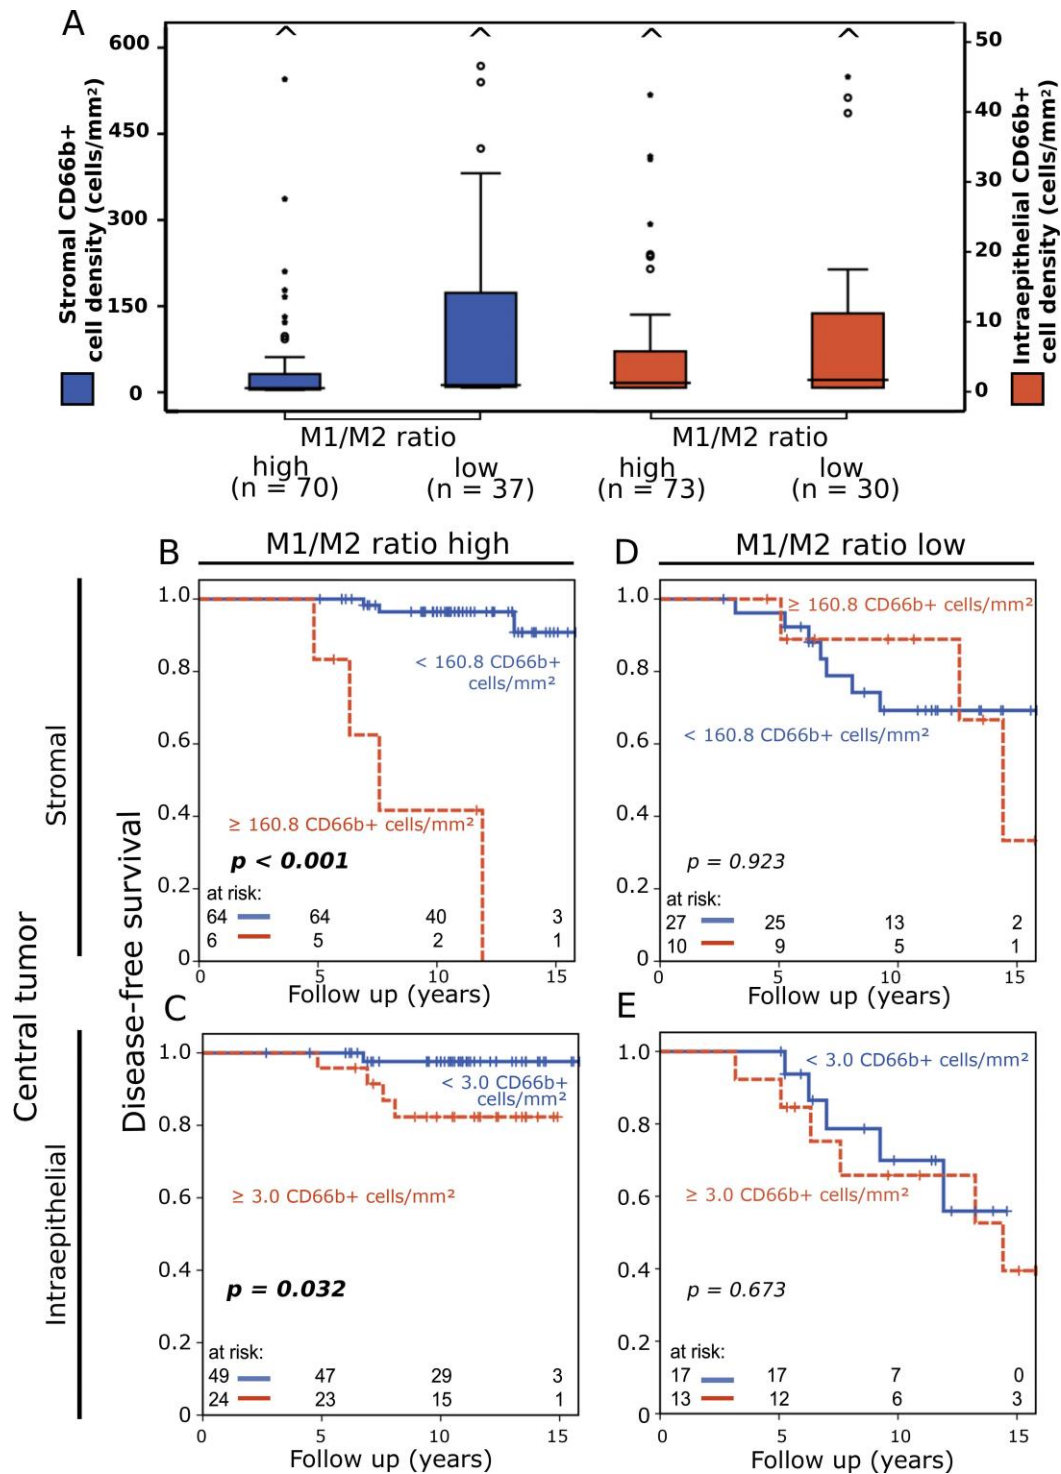 A
Stromal CD66b+
cell density (cells/mm²)
600
450
300
150
0
^ ^ ^ ^
50
40
30
20
10
0
Intraepithelial CD66b+
cell density (cells/mm²)
M1/M2 ratio
M1/M2 ratio
high
(n = 70)
low
(n = 37)
high
(n = 73)
low
(n = 30)
Central tumor
Stromal
Intraepithelial
Disease-free survival
M1/M2 ratio high
M1/M2 ratio low
B
1.0
0.8
0.6
0.4
0.2
0
< 160.8 CD66b+
cells/mm²
≥ 160.8 CD66b+ cells/mm²
p < 0.001
at risk:
64 64 40 3
6 5 2 1
0 5 10 15
Follow up (years)
D
1.0
0.8
0.6
0.4
0.2
0
≥ 160.8 CD66b+ cells/mm²
< 160.8 CD66b+ cells/mm²
p = 0.923
at risk:
27 25 13 2
10 9 5 1
0 5 10 15
Follow up (years)
C
1.0
0.8
0.6
0.4
0.2
0
< 3.0 CD66b+
cells/mm²
≥ 3.0 CD66b+ cells/mm²
p = 0.032
at risk:
49 47 29 3
24 23 15 1
0 5 10 15
Follow up (years)
E
1.0
0.8
0.6
0.4
0.2
0
< 3.0 CD66b+ cells/mm²
≥ 3.0 CD66b+ cells/mm²
p = 0.673
at risk:
17 17 7 0
13 12 6 3
0 5 10 15
Follow up (years)